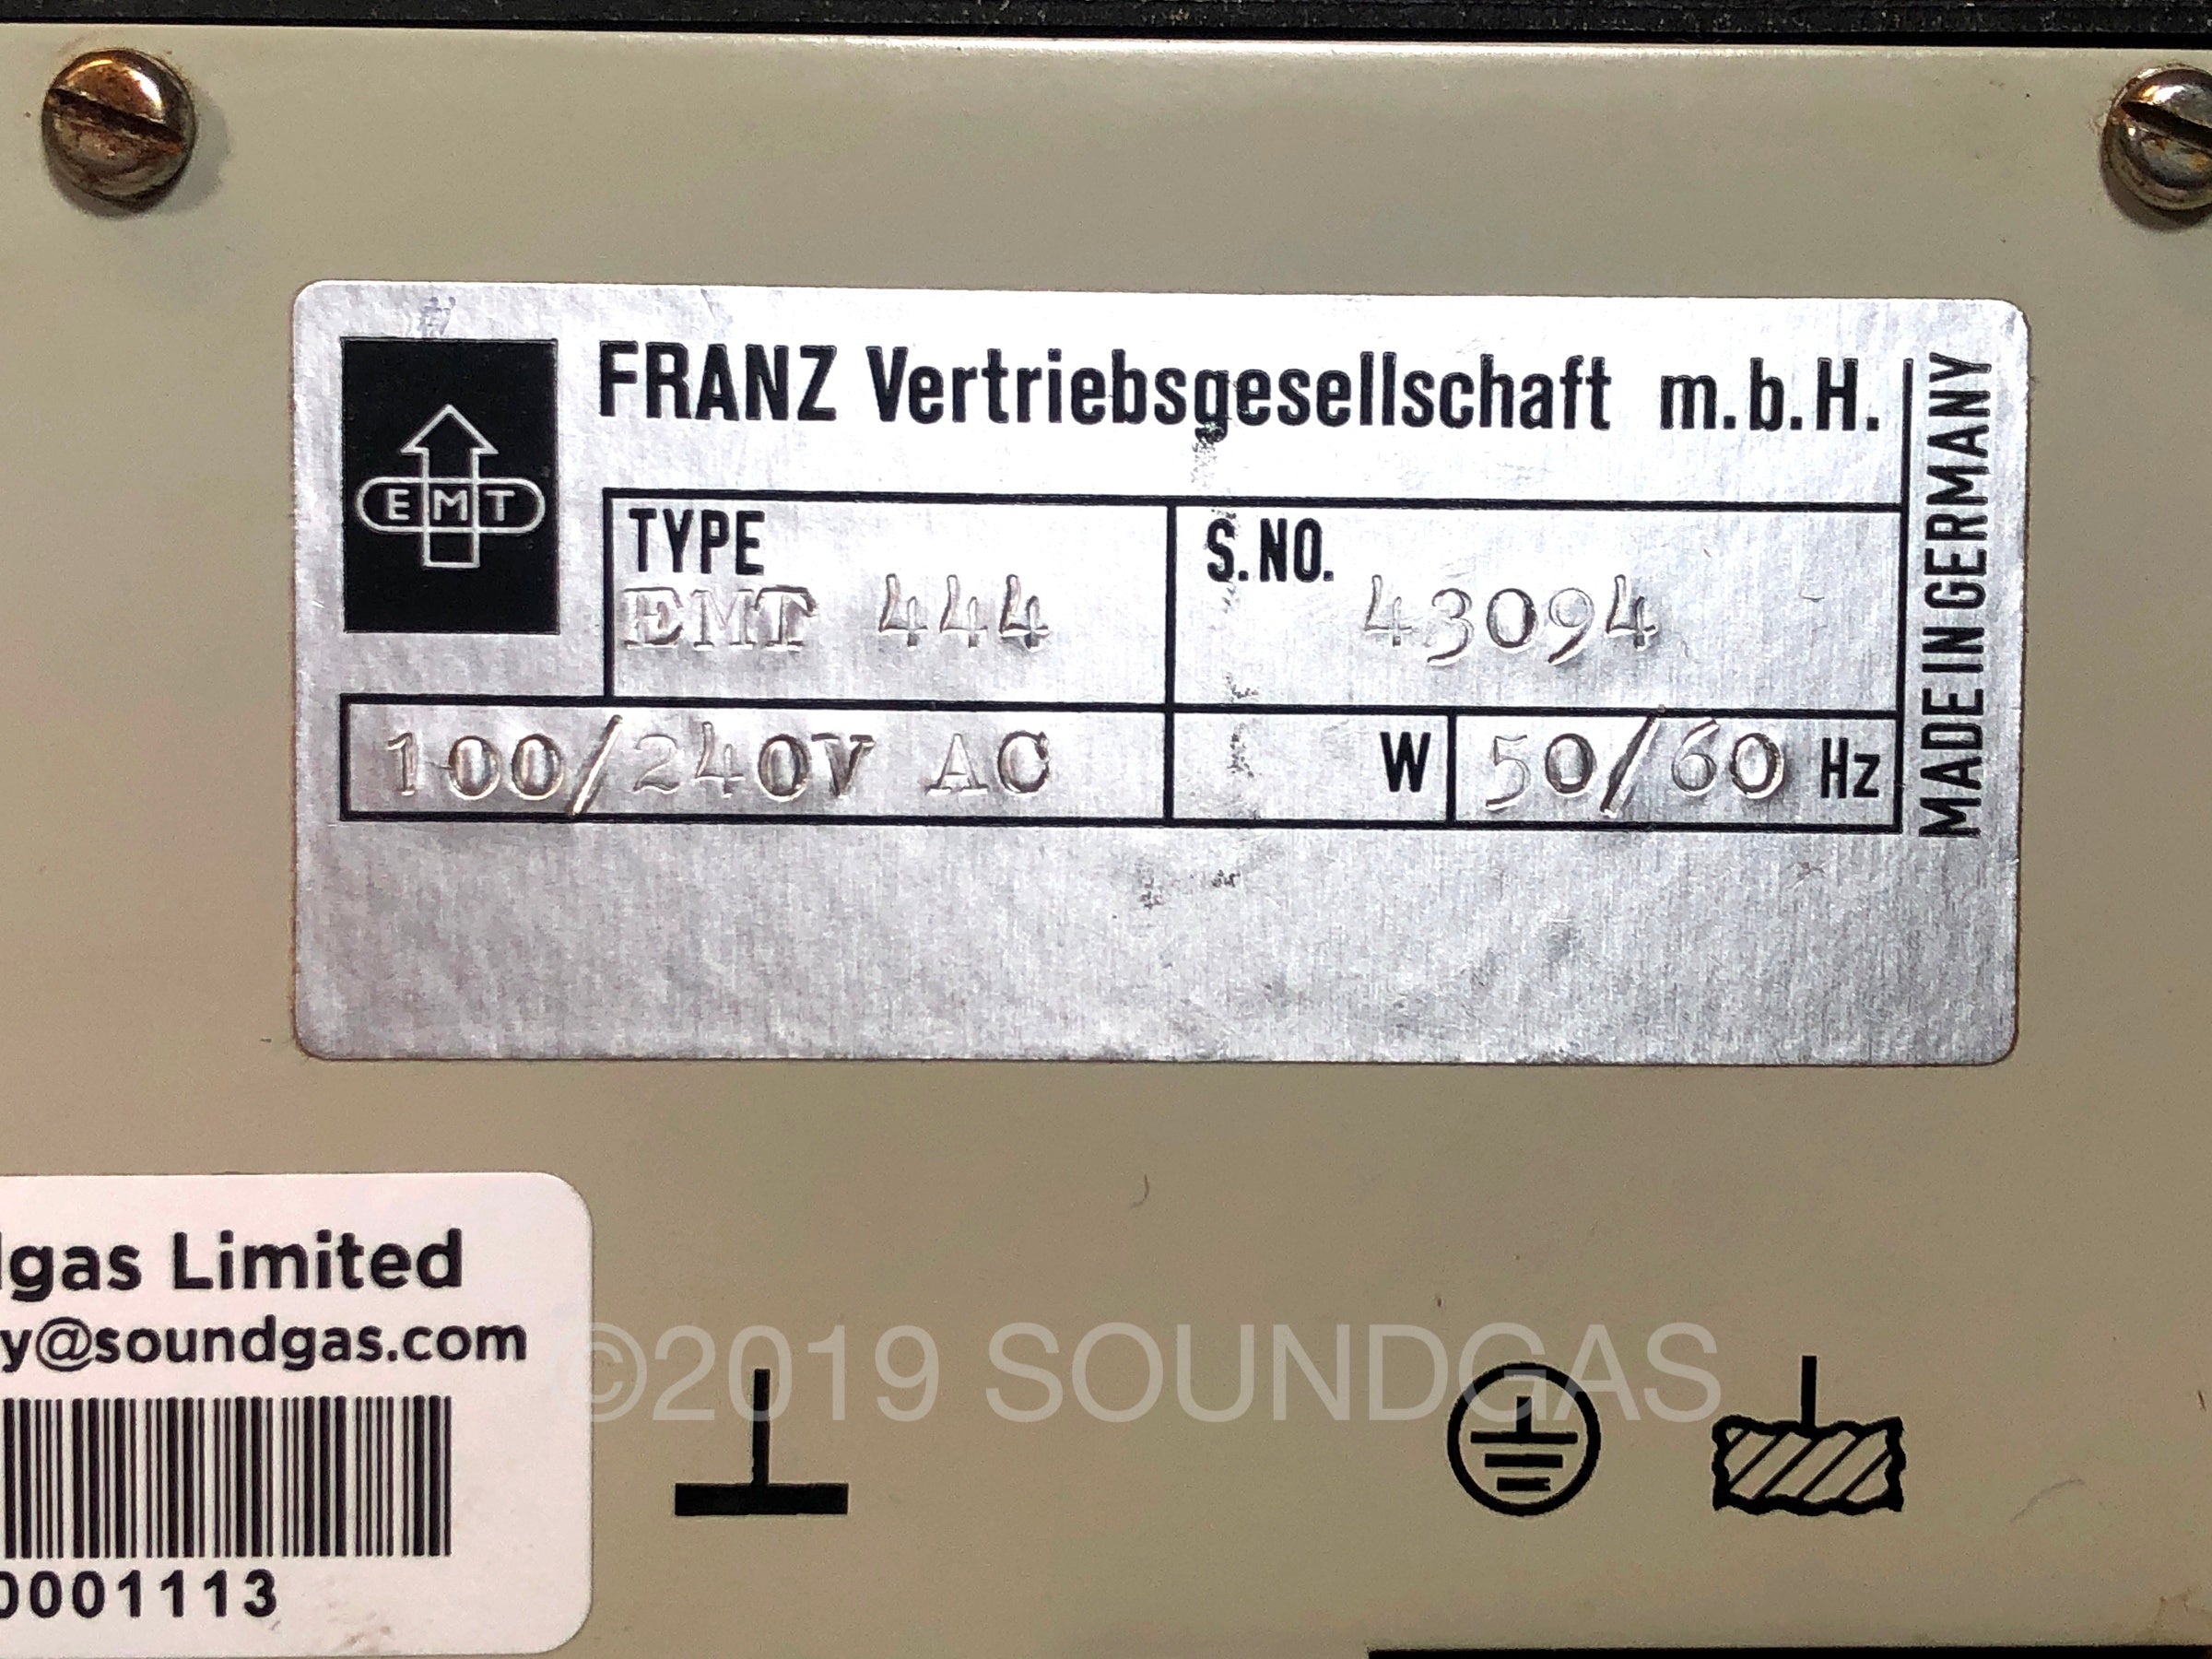 FRANZ Vertriebsgesellschaft m.b.H.
EMT
TYPE
EMT 444
S.NO.
43094
100/240V AC
W
50/60 Hz
MADE IN GERMANY
dgas Limited
y@soundgas.com
0001113
©2019 SOUNDGAS